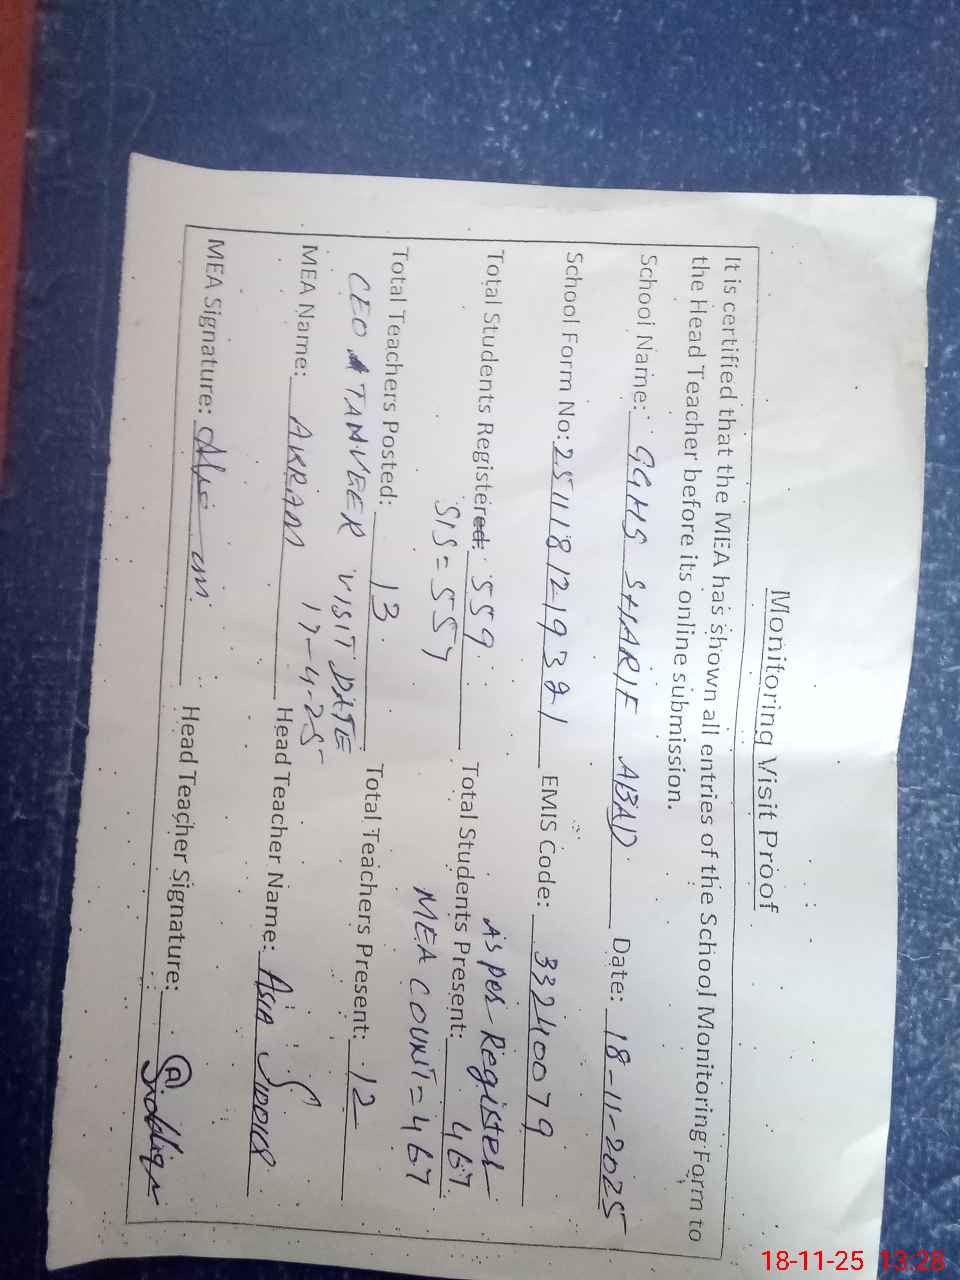 Monitoring Visit Proof
It is certified that the MEA has shown all entries of the School Monitoring Form to
the Head Teacher before its online submission.
School Name: GGHS SHARIF ABAD Date: 18-11-2025
School Form No: 251118121932 1 EMIS Code: 33240079
As per Register
Total Students Registered: 559 Total Students Present: 467
SIS = 557 MEA COUNT = 467
Total Teachers Posted: 13 Total Teachers Present: 12
CEO TANVEER VISIT DATE 17-4-25
MEA Name: AKRAM Head Teacher Name: Asia
MEA Signature: Head Teacher Signature: Siddiqa
18-11-25 13:28